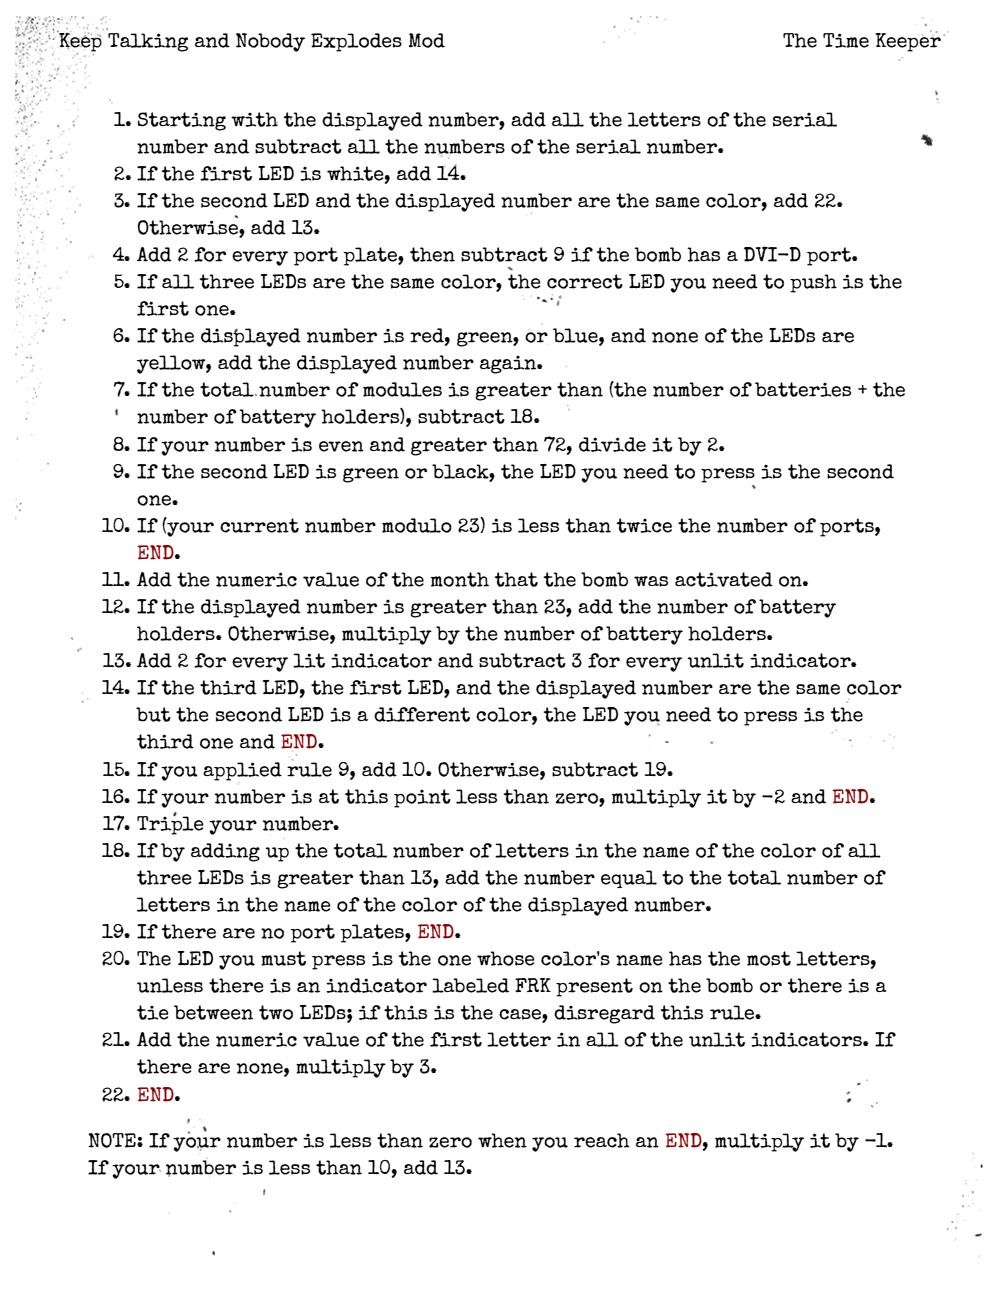 Keep Talking and Nobody Explodes Mod The Time Keeper
1. Starting with the displayed number, add all the letters of the serial
number and subtract all the numbers of the serial number.
2. If the first LED is white, add 14.
3. If the second LED and the displayed number are the same color, add 22.
Otherwise, add 13.
4. Add 2 for every port plate, then subtract 9 if the bomb has a DVI-D port.
5. If all three LEDs are the same color, the correct LED you need to push is the
first one.
6. If the displayed number is red, green, or blue, and none of the LEDs are
yellow, add the displayed number again.
7. If the total number of modules is greater than (the number of batteries + the
number of battery holders), subtract 18.
8. If your number is even and greater than 72, divide it by 2.
9. If the second LED is green or black, the LED you need to press is the second
one.
10. If (your current number modulo 23) is less than twice the number of ports,
END.
11. Add the numeric value of the month that the bomb was activated on.
12. If the displayed number is greater than 23, add the number of battery
holders. Otherwise, multiply by the number of battery holders.
13. Add 2 for every lit indicator and subtract 3 for every unlit indicator.
14. If the third LED, the first LED, and the displayed number are the same color
but the second LED is a different color, the LED you need to press is the
third one and END.
15. If you applied rule 9, add 10. Otherwise, subtract 19.
16. If your number is at this point less than zero, multiply it by -2 and END.
17. Triple your number.
18. If by adding up the total number of letters in the name of the color of all
three LEDs is greater than 13, add the number equal to the total number of
letters in the name of the color of the displayed number.
19. If there are no port plates, END.
20. The LED you must press is the one whose color's name has the most letters,
unless there is an indicator labeled FRK present on the bomb or there is a
tie between two LEDs; if this is the case, disregard this rule.
21. Add the numeric value of the first letter in all of the unlit indicators. If
there are none, multiply by 3.
22. END.
NOTE: If your number is less than zero when you reach an END, multiply it by -1.
If your number is less than 10, add 13.